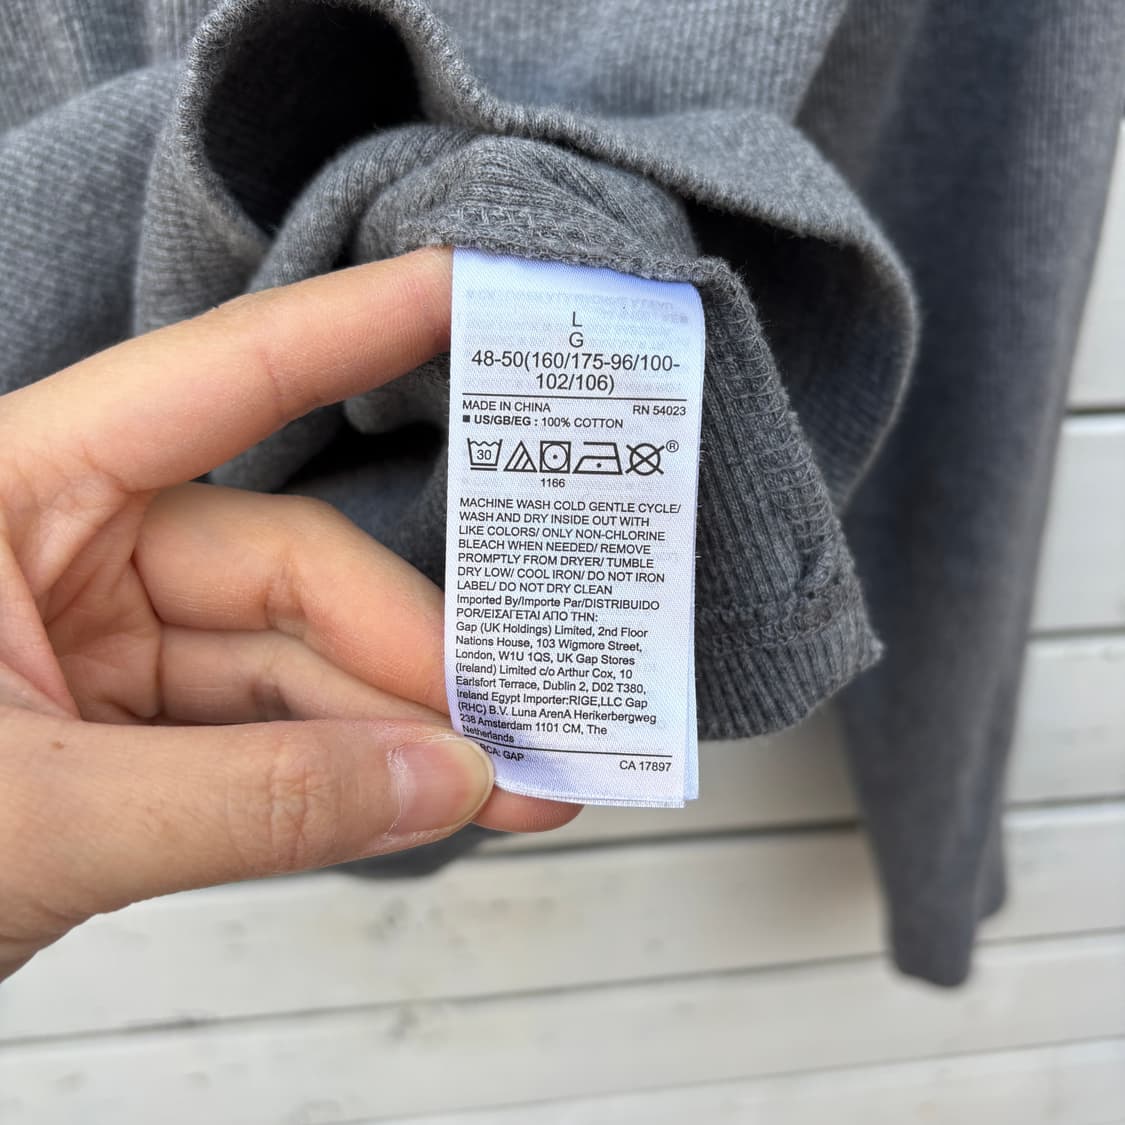 L
G
48-50(160/175-96/100-
102/106)
MADE IN CHINA RN 54023
■ US/GB/EG : 100% COTTON
30
®
1166
MACHINE WASH COLD GENTLE CYCLE/
WASH AND DRY INSIDE OUT WITH
LIKE COLORS/ ONLY NON-CHLORINE
BLEACH WHEN NEEDED/ REMOVE
PROMPTLY FROM DRYER/ TUMBLE
DRY LOW/ COOL IRON/ DO NOT IRON
LABEL/ DO NOT DRY CLEAN
Imported By/Importe Par/DISTRIBUIDO
POR/ΕΙΣΑΓΕΤΑΙ ΑΠΟ ΤΗΝ:
Gap (UK Holdings) Limited, 2nd Floor
Nations House, 103 Wigmore Street,
London, W1U 1QS, UK Gap Stores
(Ireland) Limited c/o Arthur Cox, 10
Earlsfort Terrace, Dublin 2, D02 T380,
Ireland Egypt Importer:RIGE,LLC Gap
(RHC) B.V. Luna ArenA Herikerbergweg
238 Amsterdam 1101 CM, The
Netherlands
GAP CA 17897